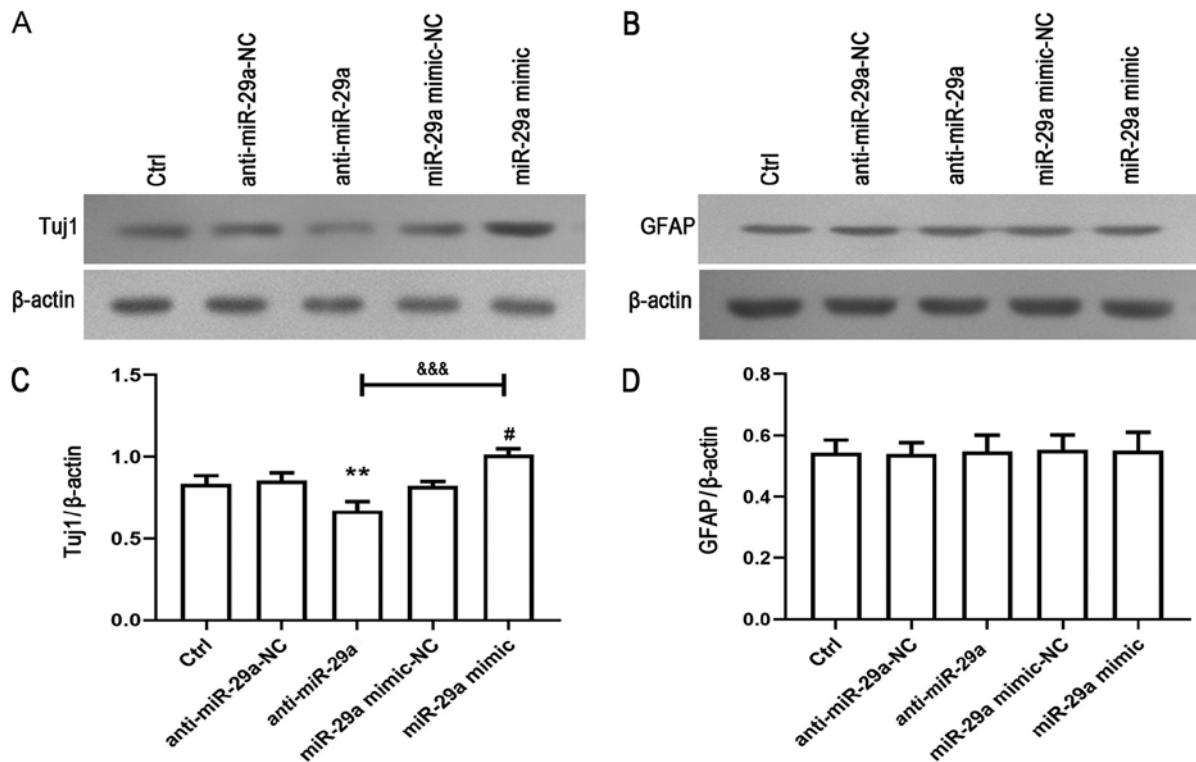 A
Ctrl
anti-miR-29a-NC
anti-miR-29a
miR-29a mimic-NC
miR-29a mimic
Tuj1
β-actin
B
Ctrl
anti-miR-29a-NC
anti-miR-29a
miR-29a mimic-NC
miR-29a mimic
GFAP
β-actin
C
Tuj1/β-actin
1.5
1.0
0.5
0.0
&&&
**
#
Ctrl
anti-miR-29a-NC
anti-miR-29a
miR-29a mimic-NC
miR-29a mimic
D
GFAP/β-actin
0.8
0.6
0.4
0.2
0.0
Ctrl
anti-miR-29a-NC
anti-miR-29a
miR-29a mimic-NC
miR-29a mimic